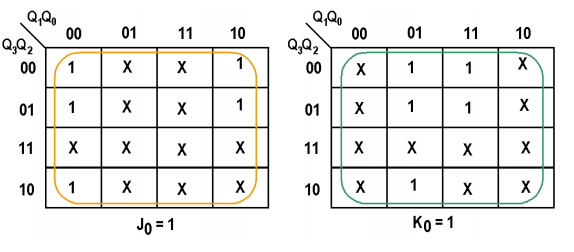 Q₁Q₀ Q₁Q₀
Q₃Q₂ 00 01 11 10 Q₃Q₂ 00 01 11 10
00 1 X X 1 00 X 1 1 X
01 1 X X 1 01 X 1 1 X
11 X X X X 11 X X X X
10 1 X X X 10 X 1 X X
J₀ = 1 K₀ = 1